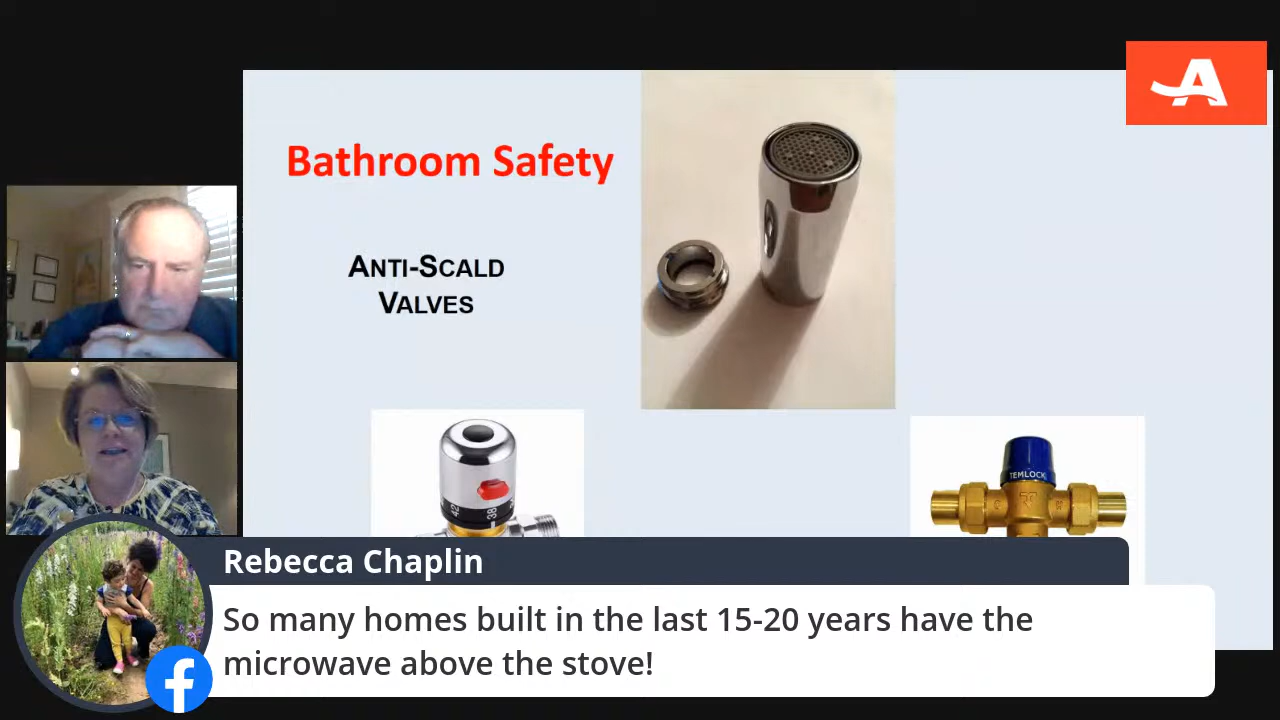 Bathroom Safety
ANTI-SCALD
VALVES
42
38
TEMLOCK
Rebecca Chaplin
So many homes built in the last 15-20 years have the
microwave above the stove!